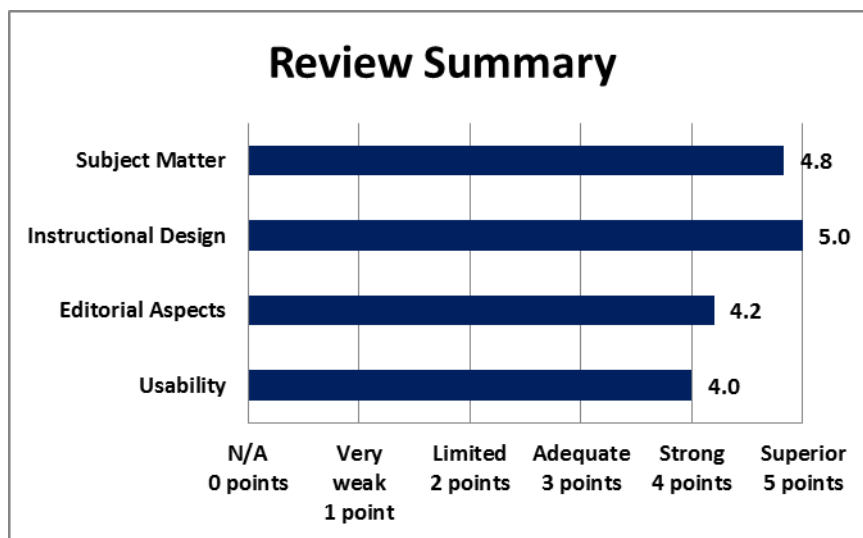 Review Summary
Subject Matter
4.8
Instructional Design
5.0
Editorial Aspects
4.2
Usability
4.0
N/A Very Limited Adequate Strong Superior
0 points weak 2 points 3 points 4 points 5 points
1 point